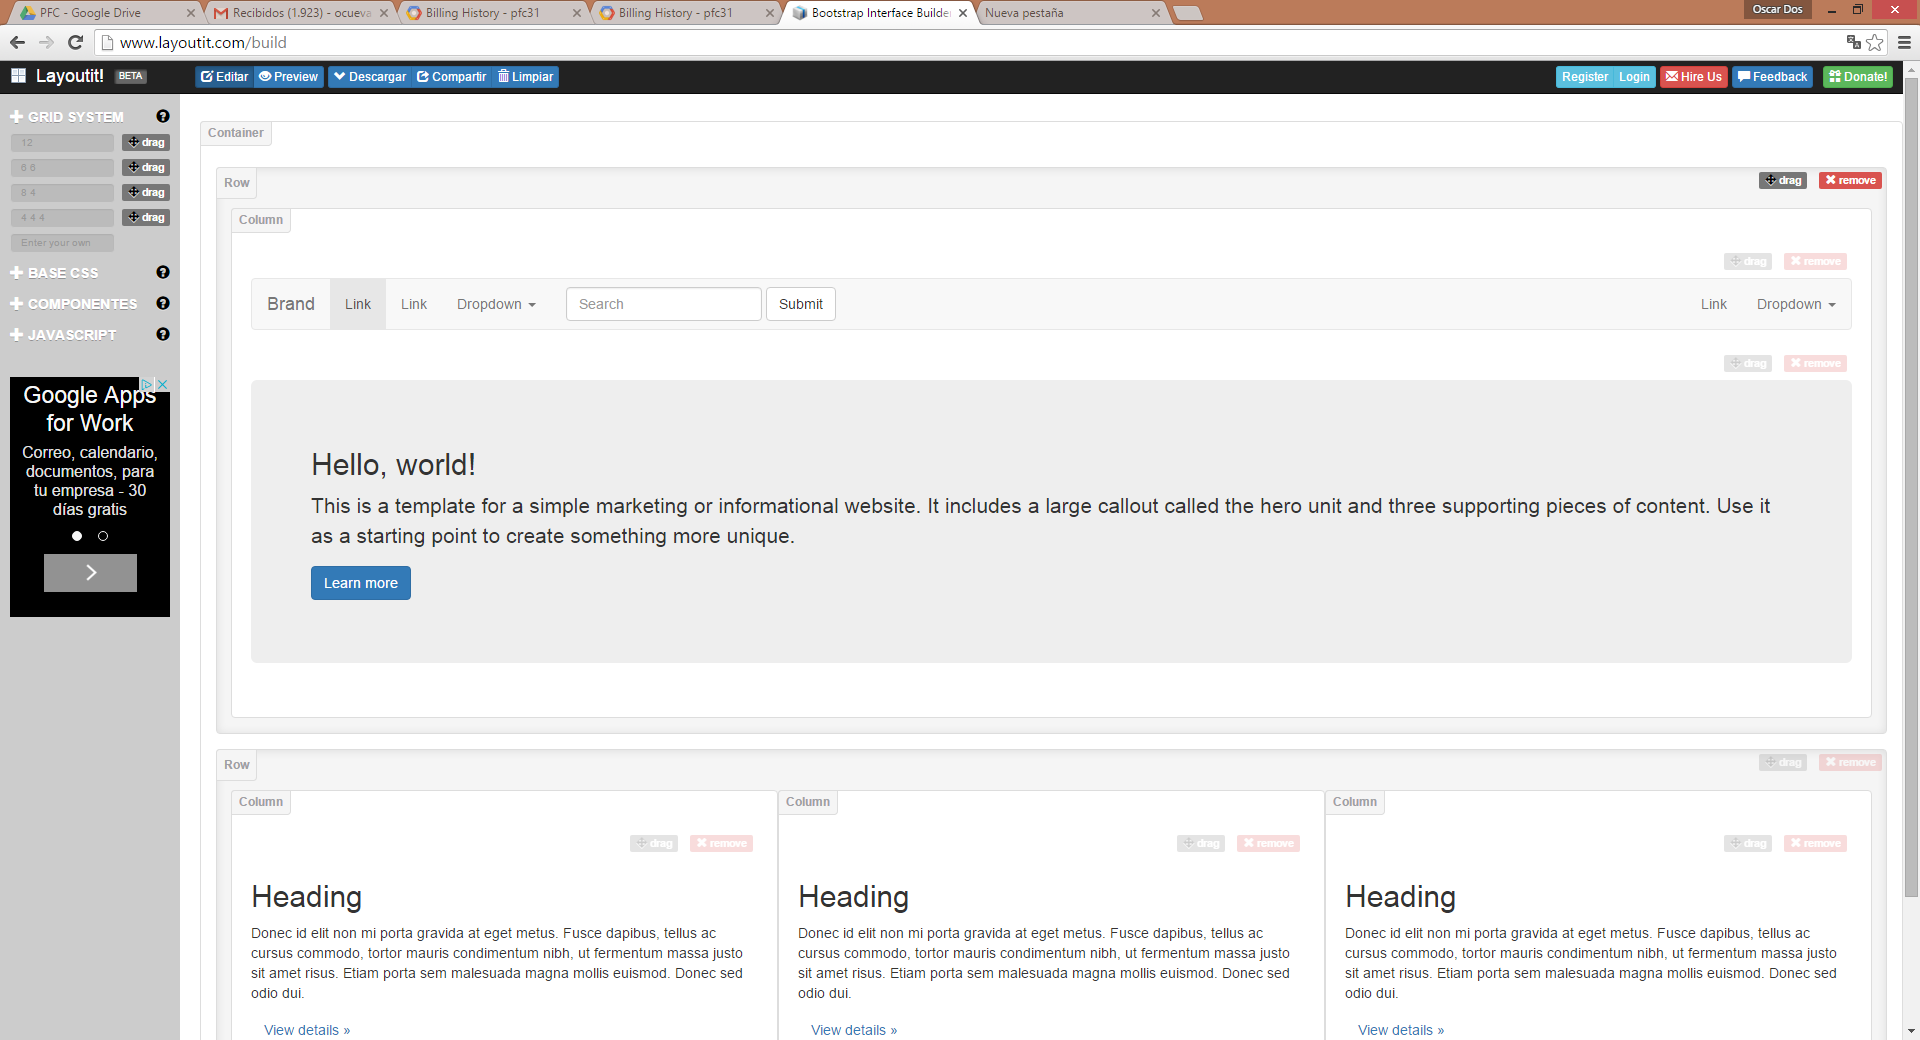 PFC - Google Drive
Recibidos (1.923) - ocueva
Billing History - pfc31
Billing History - pfc31
Bootstrap Interface Builde
Nueva pestaña
Oscar Dos
www.layoutit.com/build
Layoutit!
BETA
Editar
Preview
Descargar
Compartir
Limpiar
Register
Login
Hire Us
Feedback
Donate!
GRID SYSTEM
12
drag
6 6
drag
8 4
drag
4 4 4
drag
Enter your own
BASE CSS
COMPONENTES
JAVASCRIPT
Google Apps
for Work
Correo, calendario,
documentos, para
tu empresa - 30
días gratis
Container
Row
drag
remove
Column
drag
remove
Brand
Link
Link
Dropdown
Search
Submit
Link
Dropdown
drag
remove
Hello, world!
This is a template for a simple marketing or informational website. It includes a large callout called the hero unit and three supporting pieces of content. Use it
as a starting point to create something more unique.
Learn more
Row
drag
remove
Column
drag
remove
Heading
Donec id elit non mi porta gravida at eget metus. Fusce dapibus, tellus ac
cursus commodo, tortor mauris condimentum nibh, ut fermentum massa justo
sit amet risus. Etiam porta sem malesuada magna mollis euismod. Donec sed
odio dui.
View details »
Column
drag
remove
Heading
Donec id elit non mi porta gravida at eget metus. Fusce dapibus, tellus ac
cursus commodo, tortor mauris condimentum nibh, ut fermentum massa justo
sit amet risus. Etiam porta sem malesuada magna mollis euismod. Donec sed
odio dui.
View details »
Column
drag
remove
Heading
Donec id elit non mi porta gravida at eget metus. Fusce dapibus, tellus ac
cursus commodo, tortor mauris condimentum nibh, ut fermentum massa justo
sit amet risus. Etiam porta sem malesuada magna mollis euismod. Donec sed
odio dui.
View details »